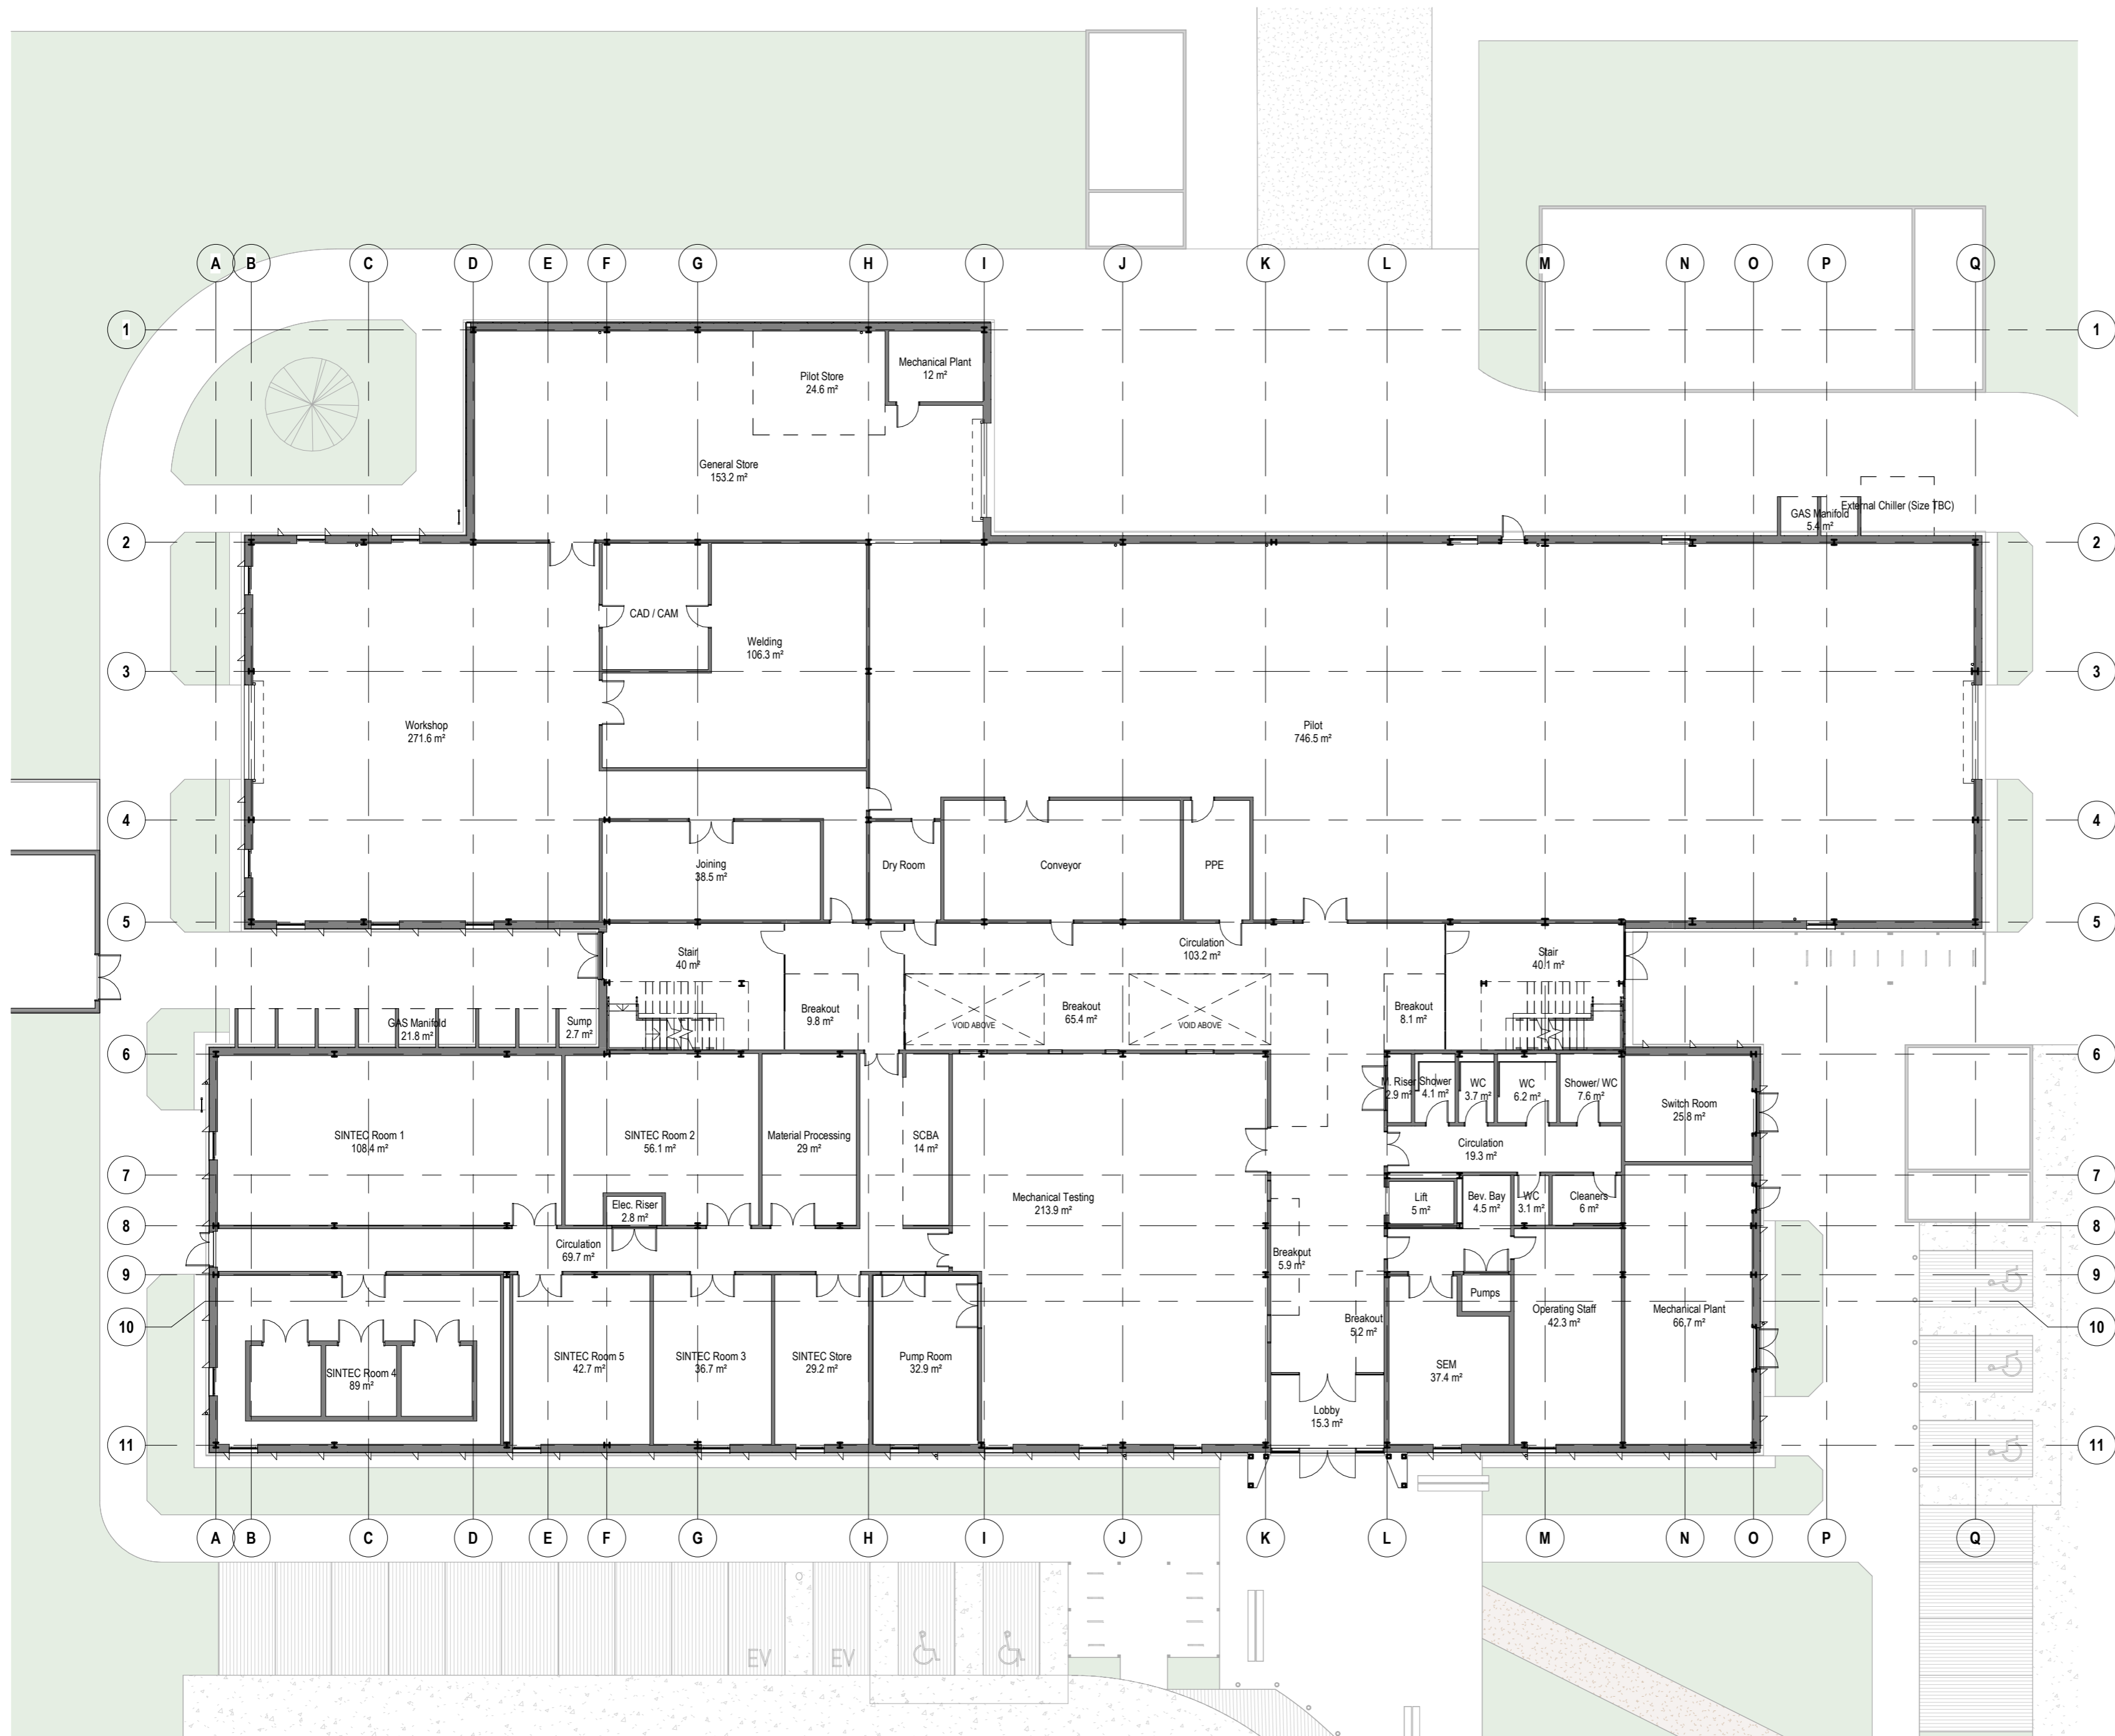 A B C D E F G H I J K L M N O P Q
1 1
Mechanical Plant
12 m²
Pilot Store
24.6 m²
General Store
153.2 m²
External Chiller (Size TBC)
GAS Manifold
5.4 m²
2 2
CAD / CAM
Welding
106.3 m²
3 3
Workshop
271.6 m²
Pilot
746.5 m²
4 4
Joining
38.5 m²
Dry Room
Conveyor
PPE
5 5
Stair
40 m²
Circulation
103.2 m²
Stair
40.1 m²
Breakout
9.8 m²
VOID ABOVE
Breakout
65.4 m²
VOID ABOVE
Breakout
8.1 m²
GAS Manifold
21.8 m²
Sump
2.7 m²
6 6
M. Riser
2.9 m²
Shower
4.1 m²
WC
3.7 m²
WC
6.2 m²
Shower/ WC
7.6 m²
Switch Room
25.8 m²
SINTEC Room 1
108.4 m²
SINTEC Room 2
56.1 m²
Material Processing
29 m²
SCBA
14 m²
Circulation
19.3 m²
7 7
Mechanical Testing
213.9 m²
Elec. Riser
2.8 m²
Lift
5 m²
Bev. Bay
4.5 m²
WC
3.1 m²
Cleaners
6 m²
8 8
Circulation
69.7 m²
Breakout
5.9 m²
9 9
Pumps
10 10
Breakout
5.2 m²
Operating Staff
42.3 m²
Mechanical Plant
66.7 m²
SINTEC Room 4
89 m²
SINTEC Room 5
42.7 m²
SINTEC Room 3
36.7 m²
SINTEC Store
29.2 m²
Pump Room
32.9 m²
SEM
37.4 m²
Lobby
15.3 m²
11 11
A B C D E F G H I J K L M N O P Q
EV EV